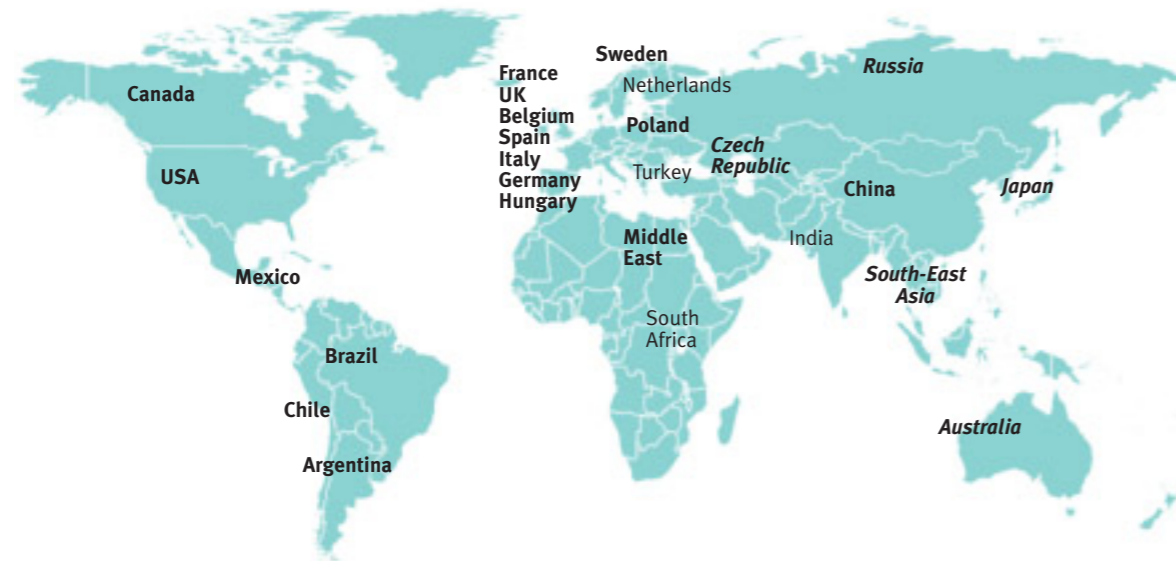 Canada
USA
Mexico
Brazil
Chile
Argentina
France
UK
Belgium
Spain
Italy
Germany
Hungary
Sweden
Netherlands
Poland
Czech
Republic
Turkey
Middle
East
South
Africa
Russia
China
Japan
India
South-East
Asia
Australia